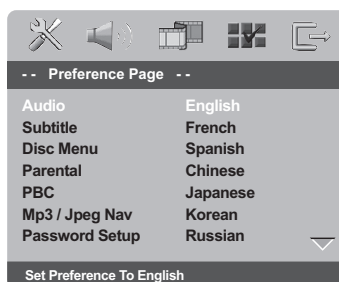 -- Preference Page --
Audio English
Subtitle French
Disc Menu Spanish
Parental Chinese
PBC Japanese
Mp3 / Jpeg Nav Korean
Password Setup Russian
Set Preference To English